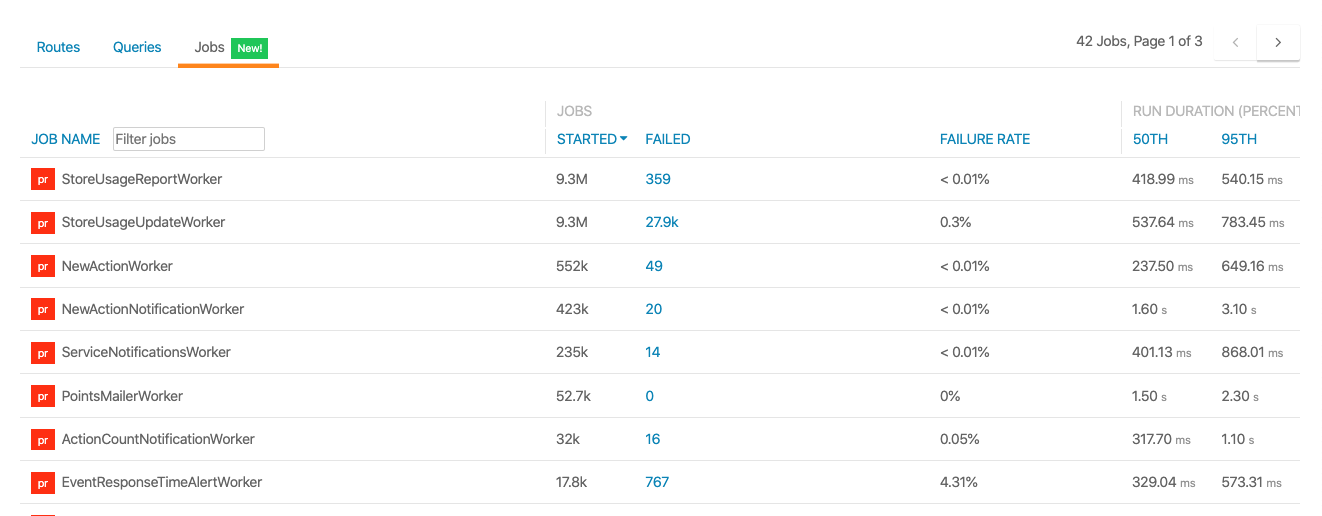 Routes Queries Jobs New! 42 Jobs, Page 1 of 3
JOBS RUN DURATION (PERCENT
JOB NAME Filter jobs STARTED FAILED FAILURE RATE 50TH 95TH
pr StoreUsageReportWorker 9.3M 359 < 0.01% 418.99 ms 540.15 ms
pr StoreUsageUpdateWorker 9.3M 27.9k 0.3% 537.64 ms 783.45 ms
pr NewActionWorker 552k 49 < 0.01% 237.50 ms 649.16 ms
pr NewActionNotificationWorker 423k 20 < 0.01% 1.60 s 3.10 s
pr ServiceNotificationsWorker 235k 14 < 0.01% 401.13 ms 868.01 ms
pr PointsMailerWorker 52.7k 0 0% 1.50 s 2.30 s
pr ActionCountNotificationWorker 32k 16 0.05% 317.70 ms 1.10 s
pr EventResponseTimeAlertWorker 17.8k 767 4.31% 329.04 ms 573.31 ms